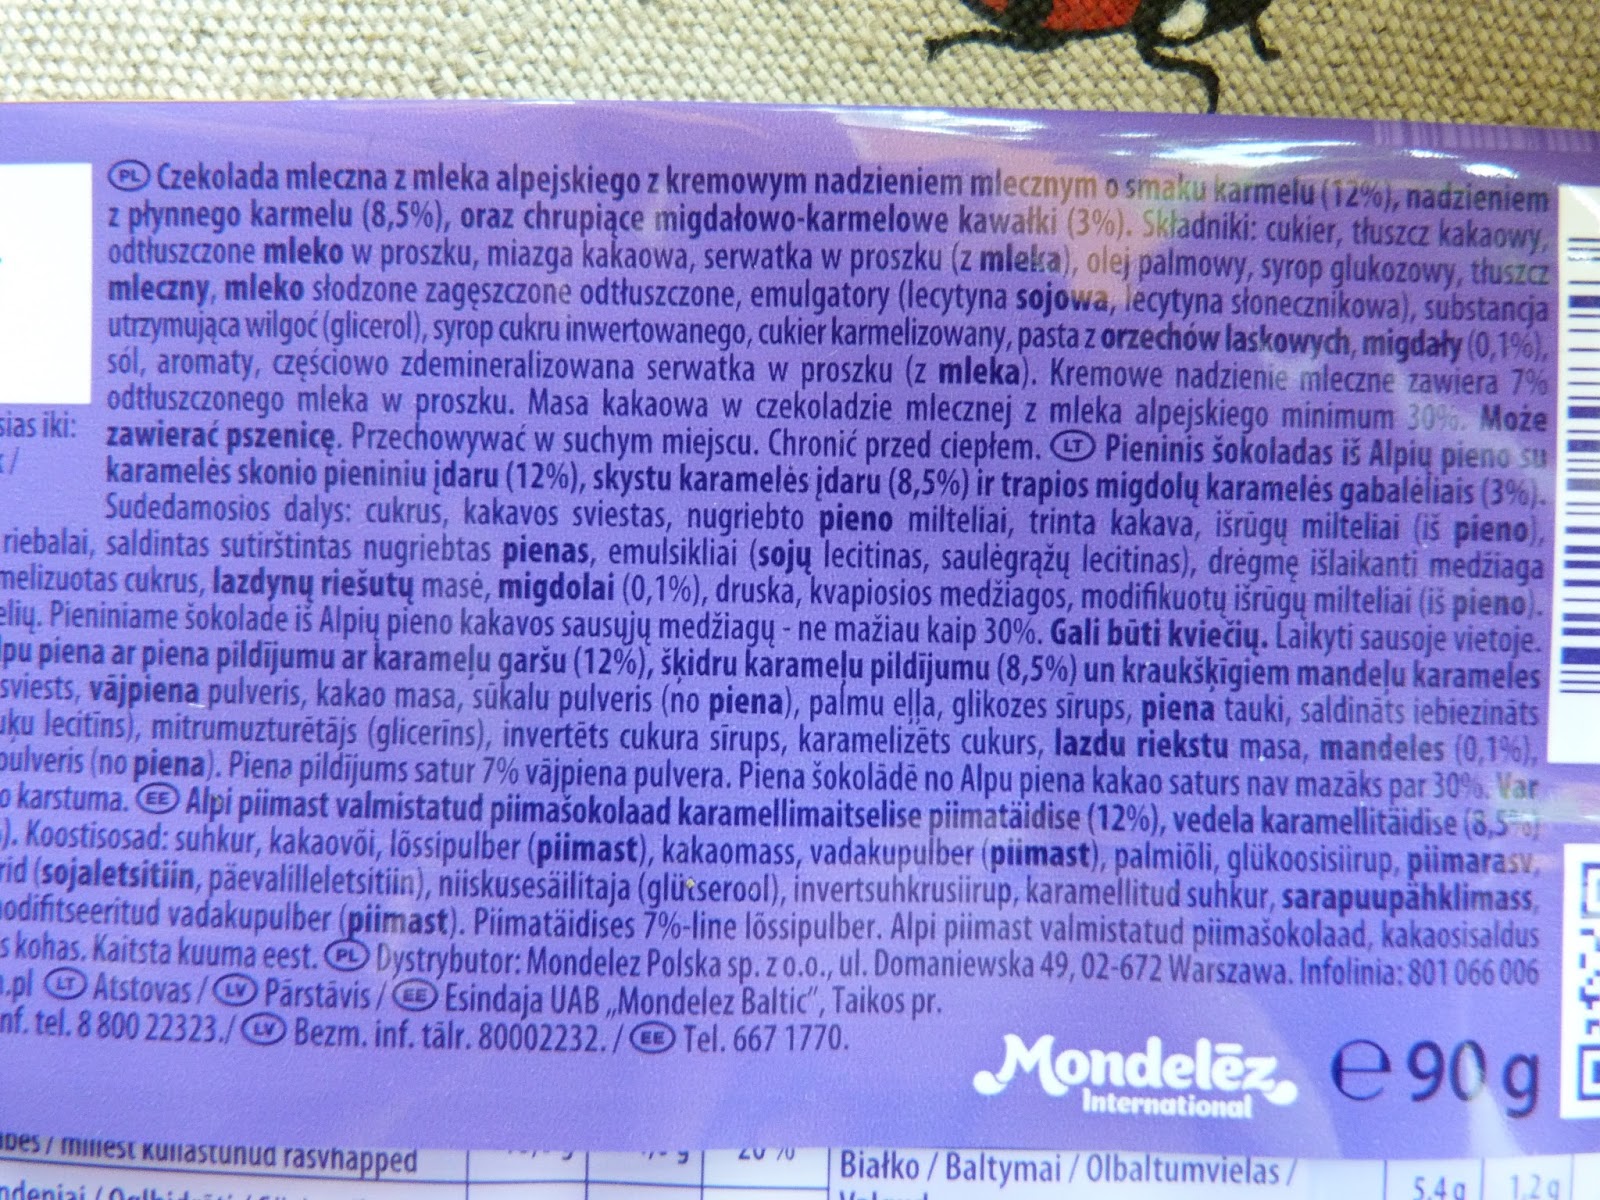 PL Czekolada mleczna z mleka alpejskiego z kremowym nadzieniem mlecznym o smaku karmelu (12%), nadzieniem
z płynnego karmelu (8,5%), oraz chrupiące migdałowo-karmelowe kawałki (3%). Składniki: cukier, tłuszcz kakaowy,
odtłuszczone mleko w proszku, miazga kakaowa, serwatka w proszku (z mleka), olej palmowy, syrop glukozowy, tłuszcz
mleczny, mleko słodzone zagęszczone odtłuszczone, emulgatory (lecytyna sojowa, lecytyna słonecznikowa), substancja
utrzymująca wilgoć (glicerol), syrop cukru inwertowanego, cukier karmelizowany, pasta z orzechów laskowych, migdały (0,1%),
sól, aromaty, częściowo zdemineralizowana serwatka w proszku (z mleka). Kremowe nadzienie mleczne zawiera 7%
odtłuszczonego mleka w proszku. Masa kakaowa w czekoladzie mlecznej z mleka alpejskiego minimum 30%. Może
sias iki: zawierać pszenicę. Przechowywać w suchym miejscu. Chronić przed ciepłem. LT Pieninis šokoladas iš Alpių pieno su
/ karamelės skonio pieniniu įdaru (12%), skystu karamelės įdaru (8,5%) ir trapios migdolų karamelės gabalėliais (3%).
Sudedamosios dalys: cukrus, kakavos sviestas, nugriebto pieno milteliai, trinta kakava, išrūgų milteliai (iš pieno),
riebalai, saldintas sutirštintas nugriebtas pienas, emulsikliai (sojų lecitinas, saulėgrąžų lecitinas), drėgmę išlaikanti medžiaga
melizuotas cukrus, lazdynų riešutų masė, migdolai (0,1%), druska, kvapiosios medžiagos, modifikuotų išrūgų milteliai (iš pieno).
elių. Pieniniame šokolade iš Alpių pieno kakavos sausųjų medžiagų - ne mažiau kaip 30%. Gali būti kviečių. Laikyti sausoje vietoje.
lpu piena ar piena pildījumu ar karameļu garšu (12%), šķidru karameļu pildījumu (8,5%) un kraukšķīgiem mandeļu karameles
sviests, vājpiena pulveris, kakao masa, sūkalu pulveris (no piena), palmu eļļa, glikozes sīrups, piena tauki, saldināts iebiezināts
uķu lecitīns), mitrumuzturētājs (glicerīns), invertēts cukura sīrups, karamelizēts cukurs, lazdu riekstu masa, mandeles (0,1%),
pulveris (no piena). Piena pildījums satur 7% vājpiena pulvera. Piena šokolādē no Alpu piena kakao saturs nav mazāks par 30%. Var
o karstuma. EE Alpi piimast valmistatud piimašokolaad karamellimaitselise piimatäidise (12%), vedela karamellitäidise (8,5%)
). Koostisosad: suhkur, kakaovõi, lõssipulber (piimast), kakaomass, vadakupulber (piimast), palmiõli, glükoosisiirup, piimarasv,
rid (sojaletsitiin, päevalilleletsitiin), niiskusesäilitaja (glütserool), invertsuhkrusiirup, karamellitud suhkur, sarapuupähklimass,
odifitseeritud vadakupulber (piimast). Piimatäidises 7%-line lõssipulber. Alpi piimast valmistatud piimašokolaad, kakaosisaldus
s kohas. Kaitsta kuuma eest. PL Dystrybutor: Mondelez Polska sp. z o.o., ul. Domaniewska 49, 02-672 Warszawa. Infolinia: 801 066 006
.pl LT Atstovas / LV Pārstāvis / EE Esindaja UAB „Mondelez Baltic”, Taikos pr.
nf. tel. 8 800 22323./ LV Bezm. inf. tālr. 80002232. / EE Tel. 667 1770.
Mondelēz
International
e 90 g
/ millest küllastunud rasvhapped
20 %
Białko / Baltymai / Olbaltumvielas /
5,4 g 1,2 g